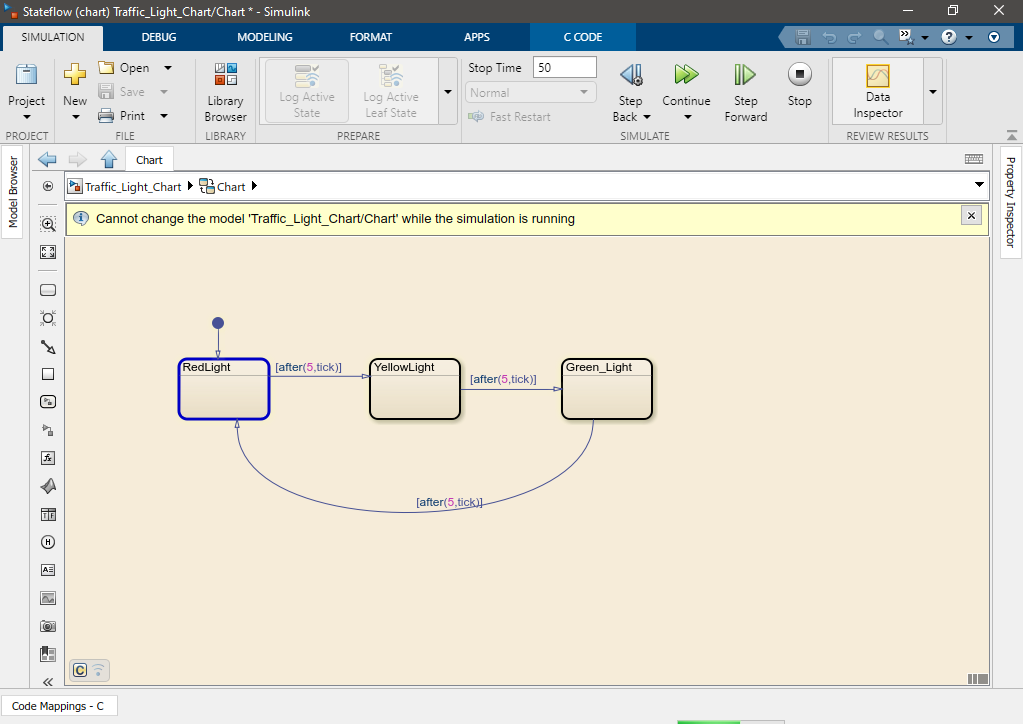 Stateflow (chart) Traffic_Light_Chart/Chart * - Simulink
SIMULATION DEBUG MODELING FORMAT APPS C CODE
Project
New
Open
Save
Print
Library Browser
Log Active State
Log Active Leaf State
Stop Time 50
Normal
Fast Restart
Step Back
Continue
Step Forward
Stop
Data Inspector
PROJECT FILE LIBRARY PREPARE SIMULATE REVIEW RESULTS
Model Browser
Chart
Traffic_Light_Chart Chart
Cannot change the model 'Traffic_Light_Chart/Chart' while the simulation is running
Property Inspector
RedLight
[after(5,tick)]
YellowLight
[after(5,tick)]
Green_Light
[after(5,tick)]
Code Mappings - C